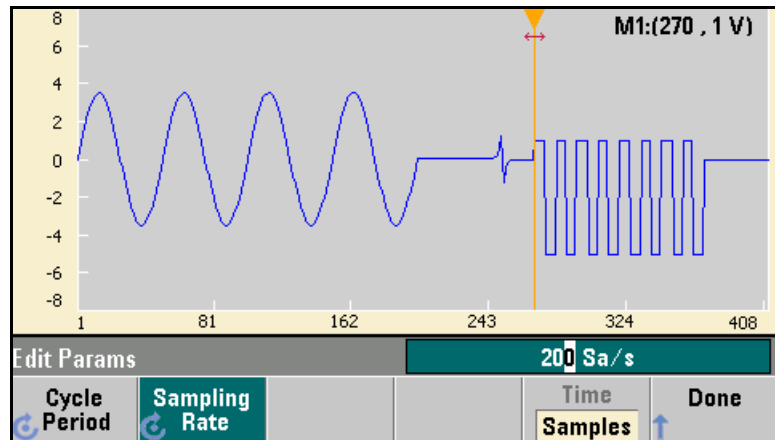 8
M1:(270 , 1 V)
6
4
2
0
-2
-4
-6
-8
1 81 162 243 324 408
Edit Params
200 Sa/s
Cycle Period
Sampling Rate
Time
Samples
Done